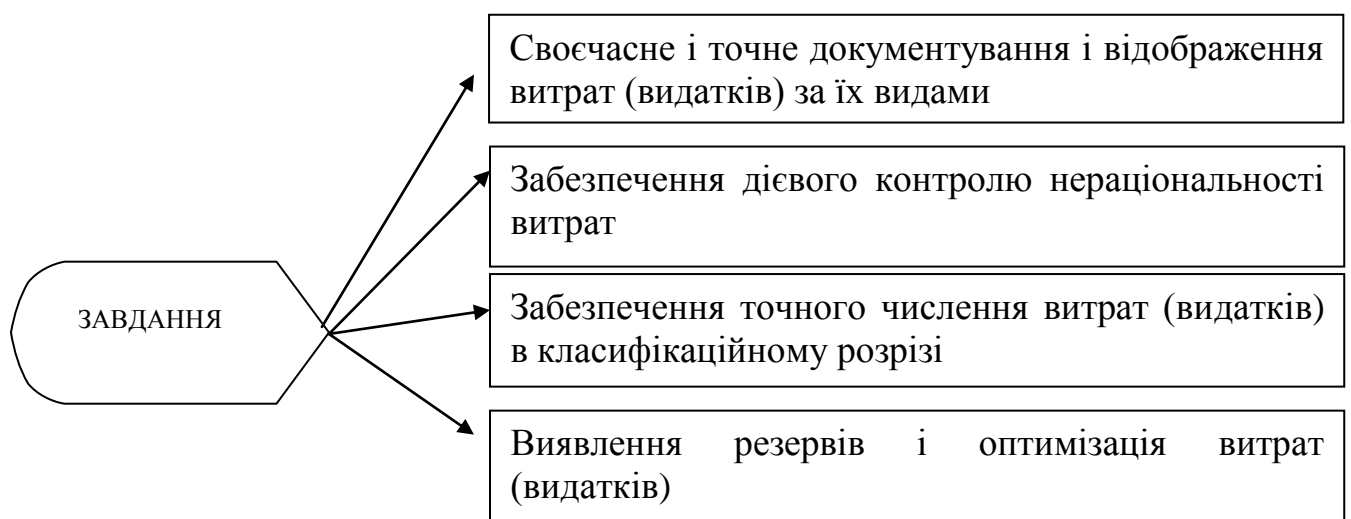 Своєчасне і точне документування і відображення
витрат (видатків) за їх видами
Забезпечення дієвого контролю нераціональності
витрат
ЗАВДАННЯ
Забезпечення точного числення витрат (видатків)
в класифікаційному розрізі
Виявлення резервів і оптимізація витрат
(видатків)